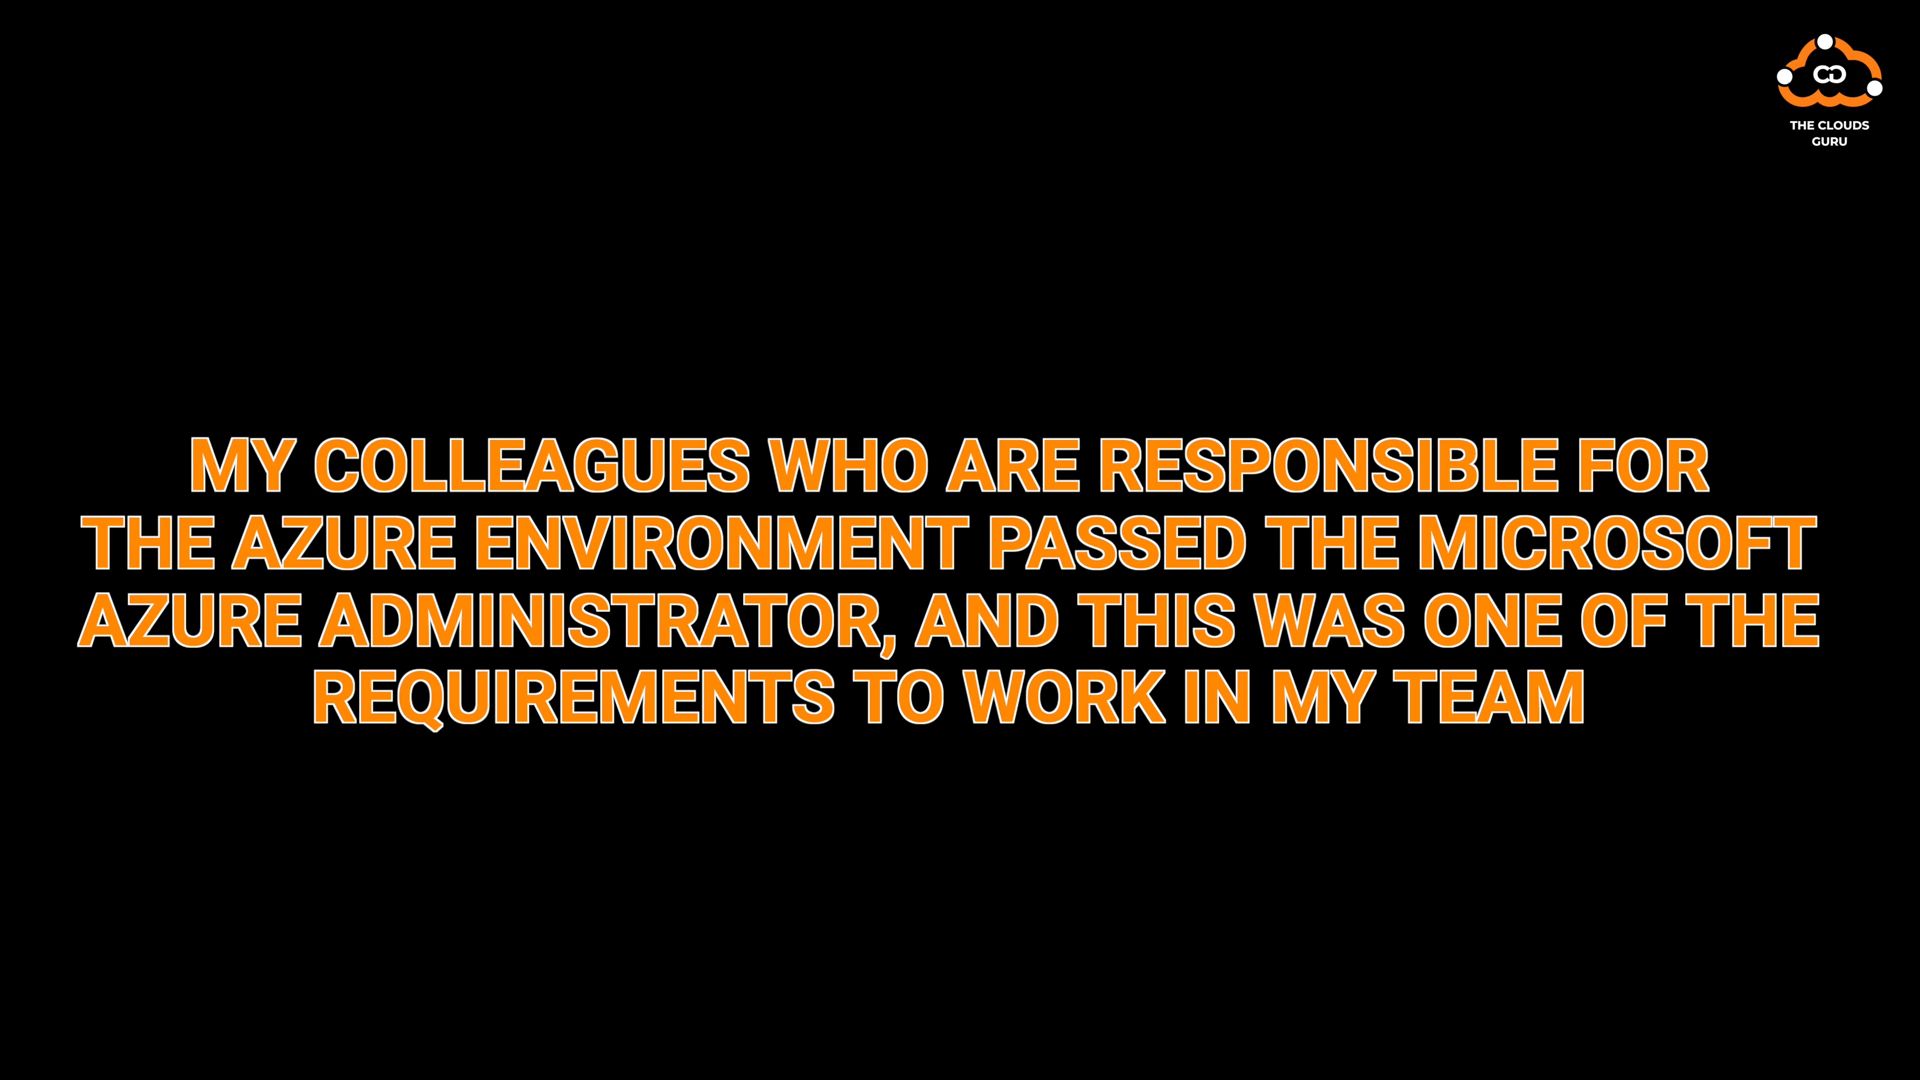 CG
THE CLOUDS
GURU
MY COLLEAGUES WHO ARE RESPONSIBLE FOR
THE AZURE ENVIRONMENT PASSED THE MICROSOFT
AZURE ADMINISTRATOR, AND THIS WAS ONE OF THE
REQUIREMENTS TO WORK IN MY TEAM